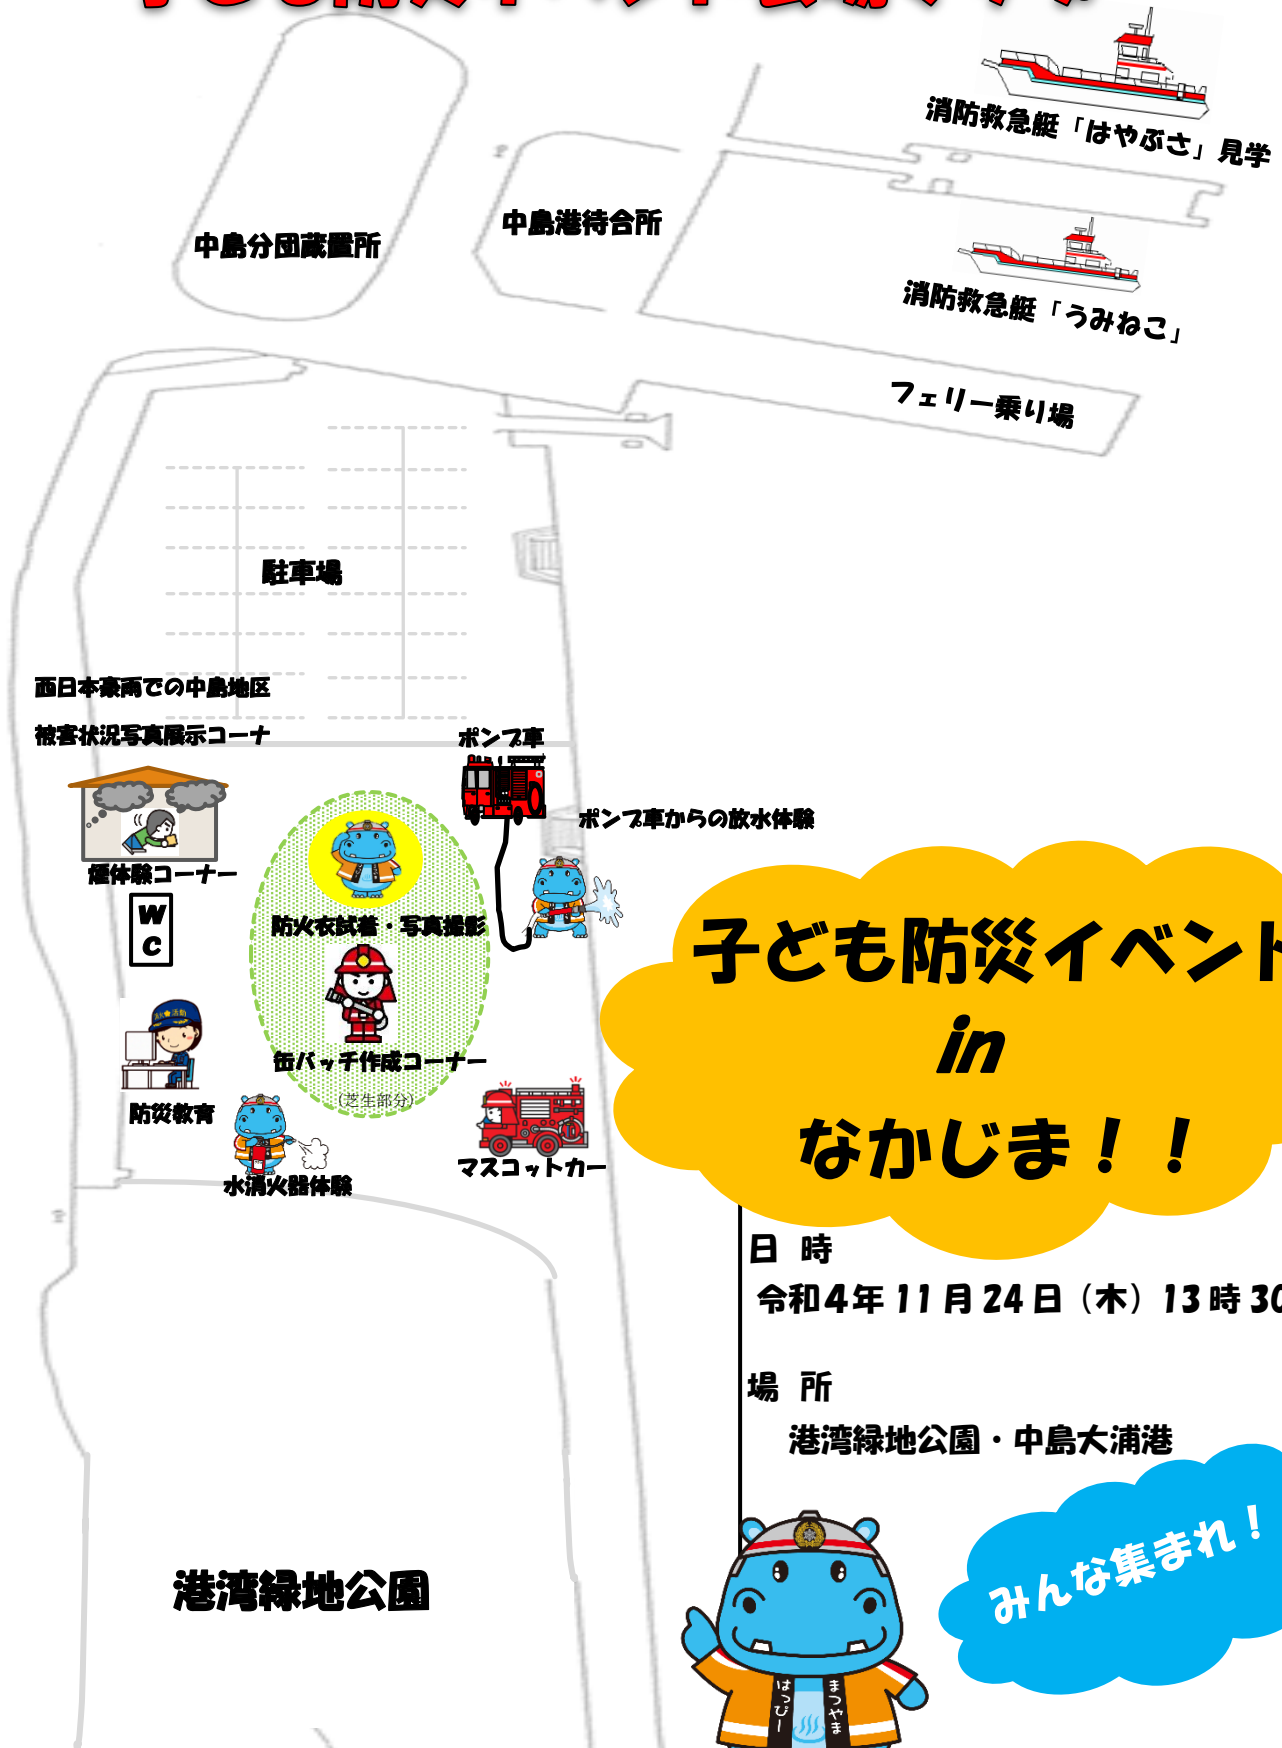 消防救急艇「はやぶさ」見学
中島港待合所
中島分団蔵置所
消防救急艇「うみねこ」
フェリー乗り場
駐車場
西日本豪雨での中島地区
被害状況写真展示コーナ
ポンプ車
ポンプ車からの放水体験
煙体験コーナー
WC
防火衣試着・写真撮影
缶バッチ作成コーナー
(芝生部分)
防災教育
水消火器体験
マスコットカー
子ども防災イベント
in
なかじま！！
日 時
令和4年 11 月 24 日（木）13 時 30
場 所
港湾緑地公園・中島大浦港
みんな集まれ！
港湾緑地公園
はっぴー
まつやま